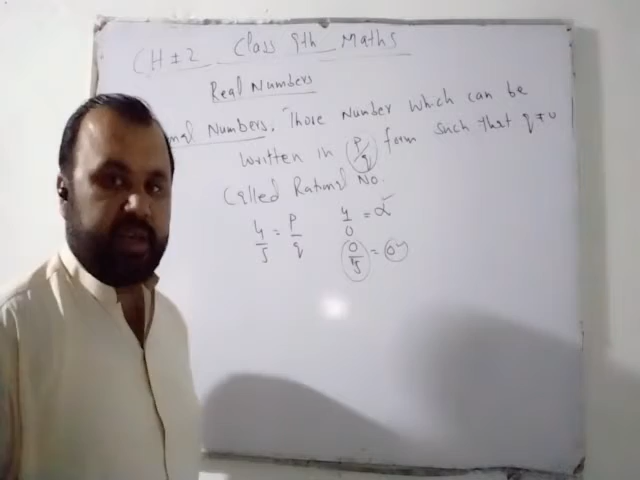 CH # 2 Class 9th Maths
Real Numbers
nal Numbers. Those Number which can be
written in P/q form such that q ≠ 0
Called Rational No.
4/5 = P/q 4/0 = α
0/5 = 0